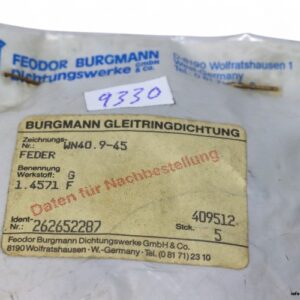 FEODOR BURGMANN
Dichtungswerke GmbH & Co.
D-8190 Wolfratshausen 1
W.-Germany
9330
BURGMANN GLEITRINGDICHTUNG
Zeichnungs-
Nr.: WN40.9-45
FEDER
Benennung
Werkstoff: G
1.4571 F
Daten für Nachbestellung
409512
Ident-
Nr.: 262652287
Stck. 5
Feodor Burgmann Dichtungswerke GmbH & Co.
8190 Wolfratshausen · W.-Germany · Tel. (0 81 71) 23 10